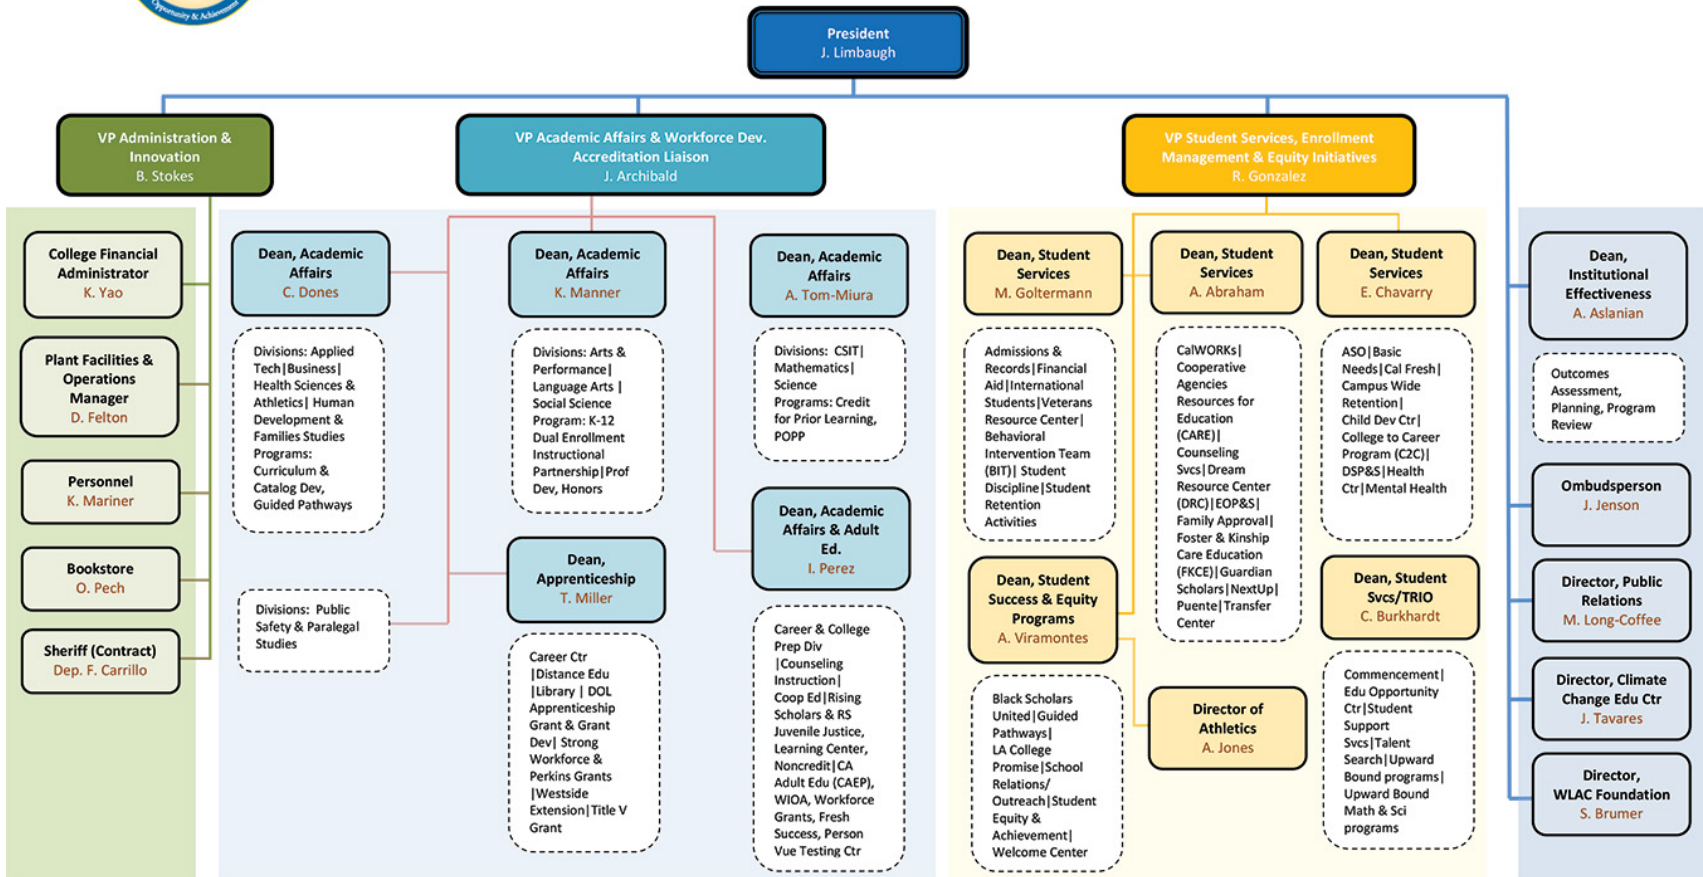 Opportunity & Achievement
President
J. Limbaugh
VP Administration &
Innovation
B. Stokes
VP Academic Affairs & Workforce Dev.
Accreditation Liaison
J. Archibald
VP Student Services, Enrollment
Management & Equity Initiatives
R. Gonzalez
College Financial
Administrator
K. Yao
Plant Facilities &
Operations
Manager
D. Felton
Personnel
K. Mariner
Bookstore
O. Pech
Sheriff (Contract)
Dep. F. Carrillo
Dean, Academic
Affairs
C. Dones
Divisions: Applied
Tech|Business|
Health Sciences &
Athletics| Human
Development &
Families Studies
Programs:
Curriculum &
Catalog Dev,
Guided Pathways
Divisions: Public
Safety & Paralegal
Studies
Dean, Academic
Affairs
K. Manner
Divisions: Arts &
Performance|
Language Arts |
Social Science
Program: K-12
Dual Enrollment
Instructional
Partnership|Prof
Dev, Honors
Dean,
Apprenticeship
T. Miller
Career Ctr
|Distance Edu
|Library | DOL
Apprenticeship
Grant & Grant
Dev| Strong
Workforce &
Perkins Grants
|Westside
Extension|Title V
Grant
Dean, Academic
Affairs
A. Tom-Miura
Divisions: CSIT|
Mathematics|
Science
Programs: Credit
for Prior Learning,
POPP
Dean, Academic
Affairs & Adult
Ed.
I. Perez
Career & College
Prep Div
|Counseling
Instruction|
Coop Ed|Rising
Scholars & RS
Juvenile Justice,
Learning Center,
Noncredit|CA
Adult Edu (CAEP),
WIOA, Workforce
Grants, Fresh
Success, Person
Vue Testing Ctr
Dean, Student
Services
M. Goltermann
Admissions &
Records|Financial
Aid|International
Students|Veterans
Resource Center|
Behavioral
Intervention Team
(BIT)| Student
Discipline|Student
Retention
Activities
Dean, Student
Success & Equity
Programs
A. Viramontes
Black Scholars
United|Guided
Pathways|
LA College
Promise|School
Relations/
Outreach|Student
Equity &
Achievement|
Welcome Center
Dean, Student
Services
A. Abraham
CalWORKs|
Cooperative
Agencies
Resources for
Education
(CARE)|
Counseling
Svcs|Dream
Resource Center
(DRC)|EOP&S|
Family Approval|
Foster & Kinship
Care Education
(FKCE)|Guardian
Scholars|NextUp|
Puente|Transfer
Center
Director of
Athletics
A. Jones
Dean, Student
Services
E. Chavarry
ASO|Basic
Needs|Cal Fresh|
Campus Wide
Retention|
Child Dev Ctr|
College to Career
Program (C2C)|
DSP&S|Health
Ctr|Mental Health
Dean, Student
Svcs/TRIO
C. Burkhardt
Commencement|
Edu Opportunity
Ctr|Student
Support
Svcs|Talent
Search|Upward
Bound programs|
Upward Bound
Math & Sci
programs
Dean,
Institutional
Effectiveness
A. Aslanian
Outcomes
Assessment,
Planning, Program
Review
Ombudsperson
J. Jenson
Director, Public
Relations
M. Long-Coffee
Director, Climate
Change Edu Ctr
J. Tavares
Director,
WLAC Foundation
S. Brumer